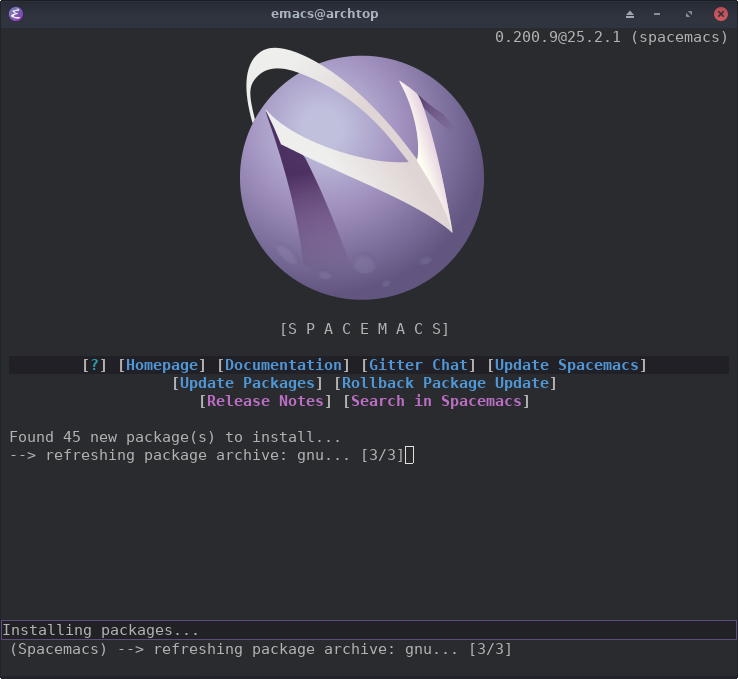 emacs@archtop
0.200.9@25.2.1 (spacemacs)
[S P A C E M A C S]
[?] [Homepage] [Documentation] [Gitter Chat] [Update Spacemacs]
[Update Packages] [Rollback Package Update]
[Release Notes] [Search in Spacemacs]
Found 45 new package(s) to install...
--> refreshing package archive: gnu... [3/3]
Installing packages...
(Spacemacs) --> refreshing package archive: gnu... [3/3]